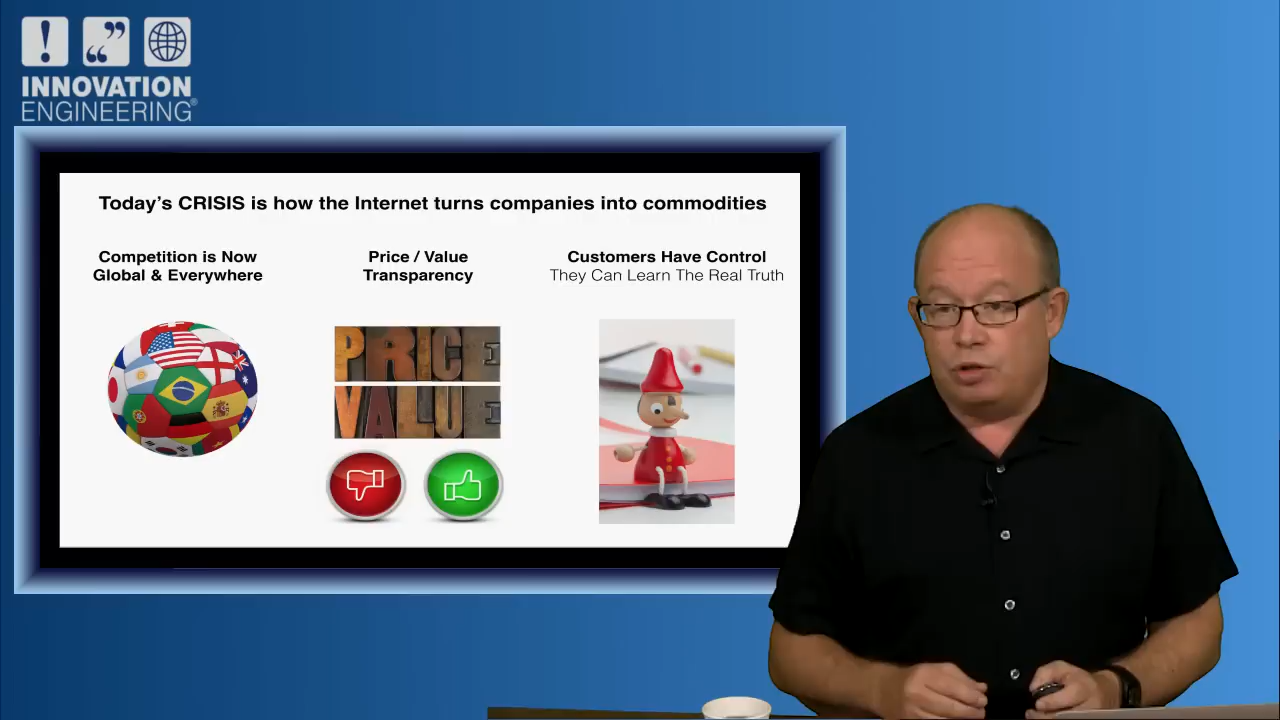 INNOVATION
ENGINEERING®
Today's CRISIS is how the Internet turns companies into commodities
Competition is Now
Global & Everywhere
Price / Value
Transparency
PRICE
VALUE
Customers Have Control
They Can Learn The Real Truth